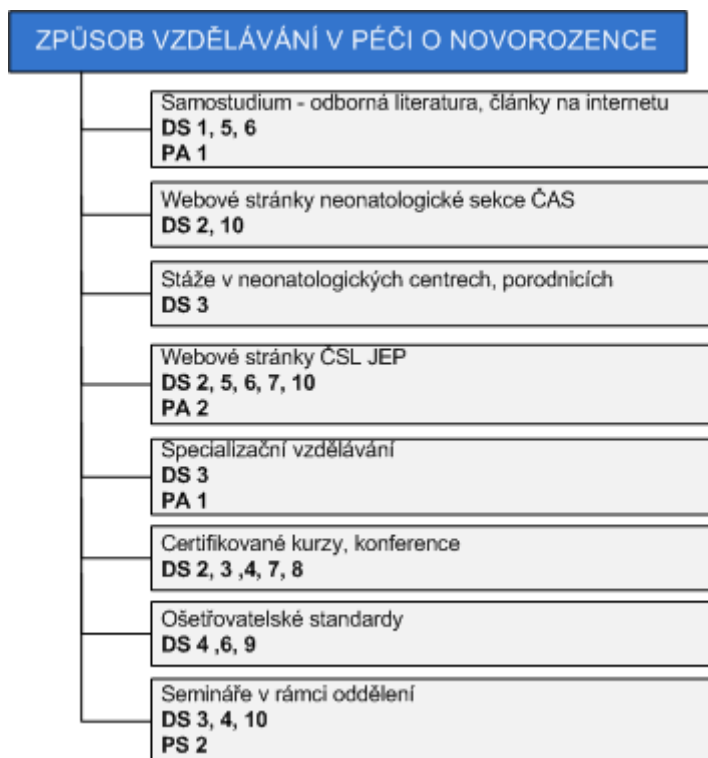 ZPŮSOB VZDĚLÁVÁNÍ V PÉČI O NOVOROZENCE
Samostudium - odborná literatura, články na internetu
DS 1, 5, 6
PA 1
Webové stránky neonatologické sekce ČAS
DS 2, 10
Stáže v neonatologických centrech, porodnicích
DS 3
Webové stránky ČSL JEP
DS 2, 5, 6, 7, 10
PA 2
Specializační vzdělávání
DS 3
PA 1
Certifikované kurzy, konference
DS 2, 3 ,4, 7, 8
Ošetřovatelské standardy
DS 4 ,6, 9
Semináře v rámci oddělení
DS 3, 4, 10
PS 2